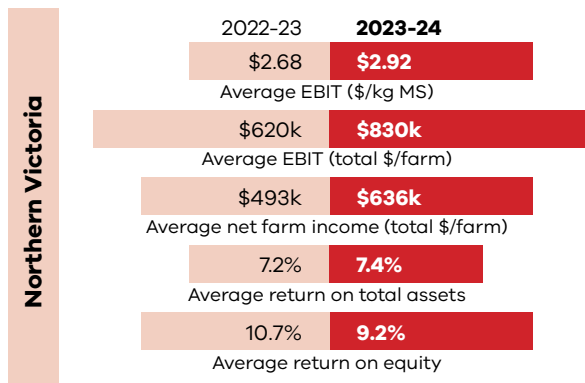 Northern Victoria
2022-23 2023-24
$2.68 $2.92
Average EBIT ($/kg MS)
$620k $830k
Average EBIT (total $/farm)
$493k $636k
Average net farm income (total $/farm)
7.2% 7.4%
Average return on total assets
10.7% 9.2%
Average return on equity